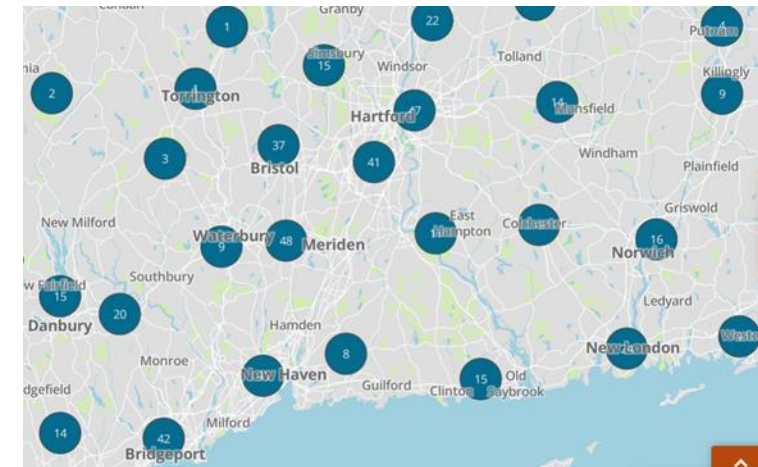 Granby
1
22
4
Putnam
Simsbury
15
Windsor
Tolland
Killingly
2
Torrington
9
Hartford
14
Mansfield
37
Bristol
41
3
Windham
Plainfield
New Milford
Griswold
Waterbury
9
48
Meriden
East
Hampton
Colchester
16
Norwich
Southbury
15
Danbury
20
Ledyard
Hamden
Monroe
8
New Haven
New London
Guilford
15
Clinton
Old
Saybrook
Milford
14
42
Bridgeport